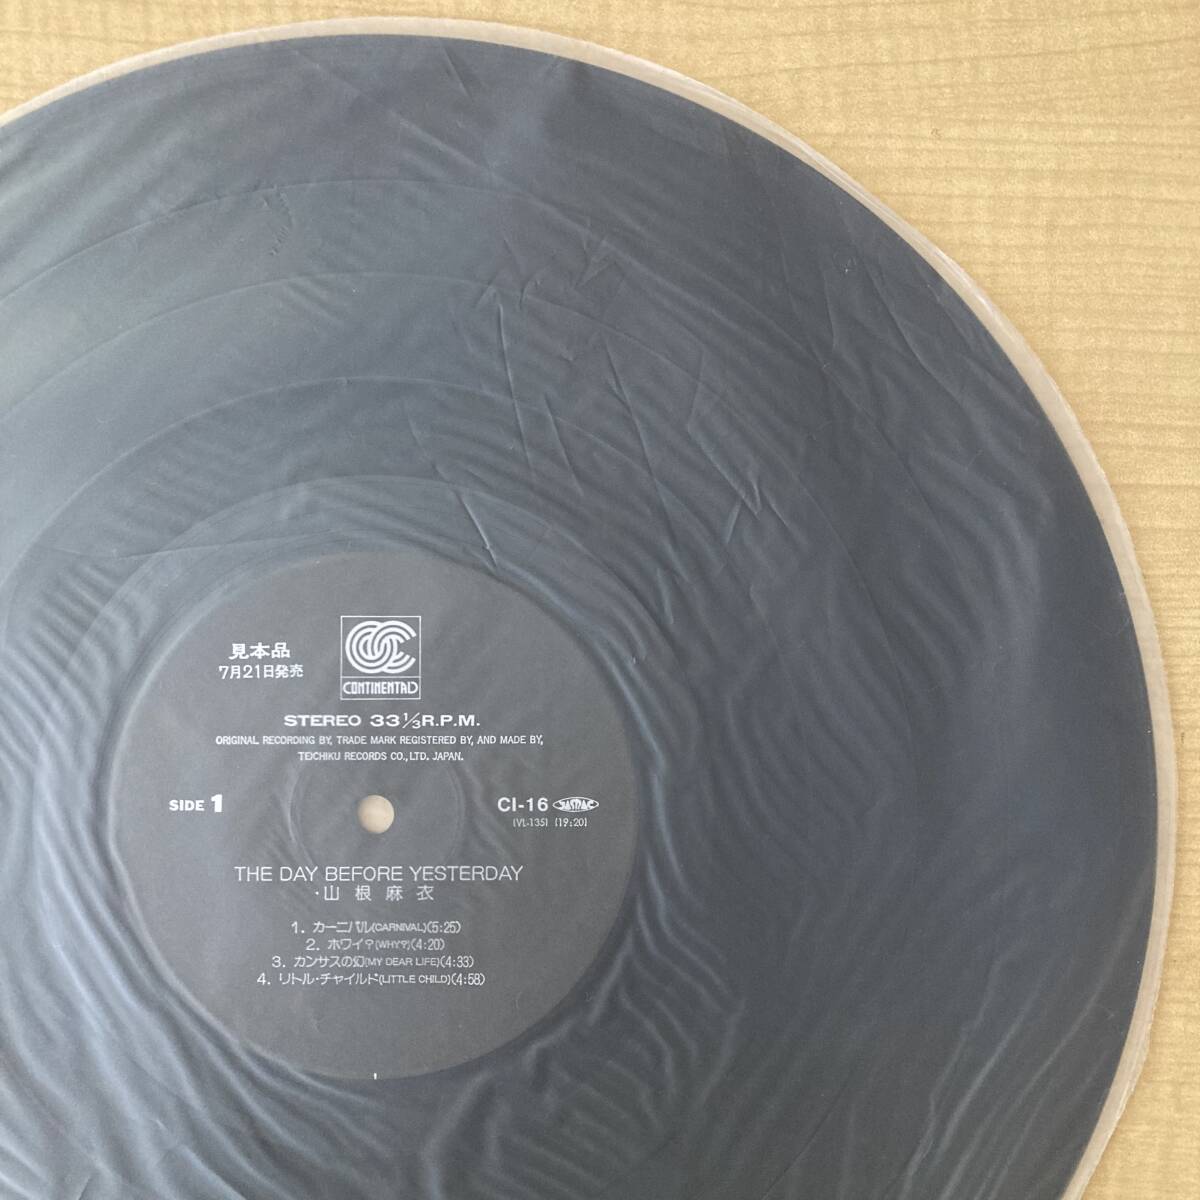 見本品
7月21日発売
CONTINENTAL
STEREO 33 1/3 R.P.M.
ORIGINAL RECORDING BY, TRADE MARK REGISTERED BY, AND MADE BY,
TEICHIKU RECORDS CO.,LTD. JAPAN.
SIDE 1
CI-16 JASRAC
(VL-135) (19:20)
THE DAY BEFORE YESTERDAY
・山根麻衣
1. カーニバル(CARNIVAL)(5:25)
2. ホワイ?(WHY?)(4:20)
3. カンサスの幻(MY DEAR LIFE)(4:33)
4. リトル・チャイルド(LITTLE CHILD)(4:58)